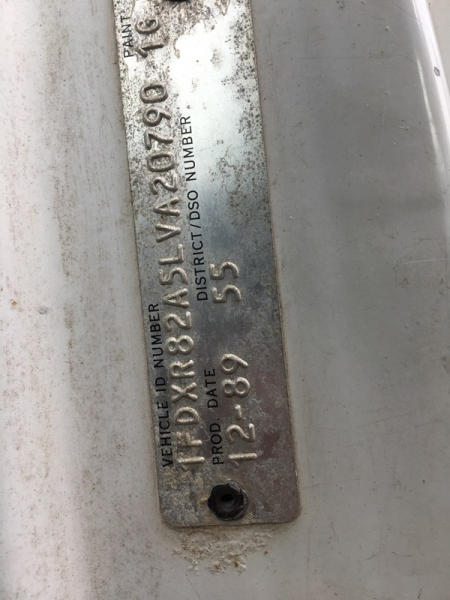 VEHICLE ID NUMBER PAINT
1FDXR82A5LVA20790 1G
PROD. DATE DISTRICT/DSO NUMBER
12-89 55